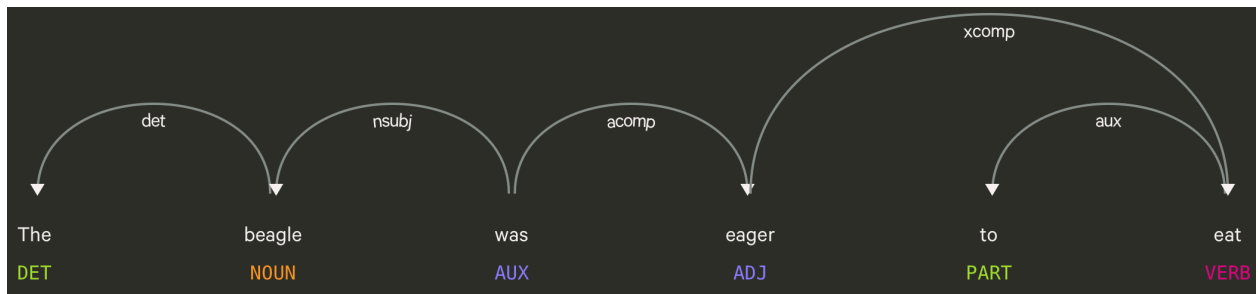 xcomp
det nsubj acomp aux
The beagle was eager to eat
DET NOUN AUX ADJ PART VERB